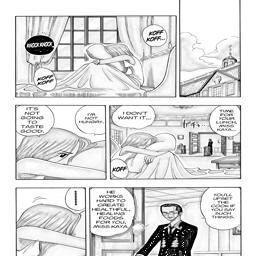 KOFF
KOFF...
KNOCK KNOCK
KOFF
KOFF
TIME
FOR
YOUR
LUNCH,
MISS
KAYA..
I DON'T
WANT IT...
KOFF
I'M
NOT
HUNGRY.
IT'S
NOT
GOING
TO
TASTE
GOOD.
YOU'LL
UPSET
THE COOK
IF YOU
SAY SUCH
THINGS.
HE
WORKS
HARD TO
CREATE
HEALTHFUL,
HEALING
FOODS
FOR YOU,
MISS KAYA.